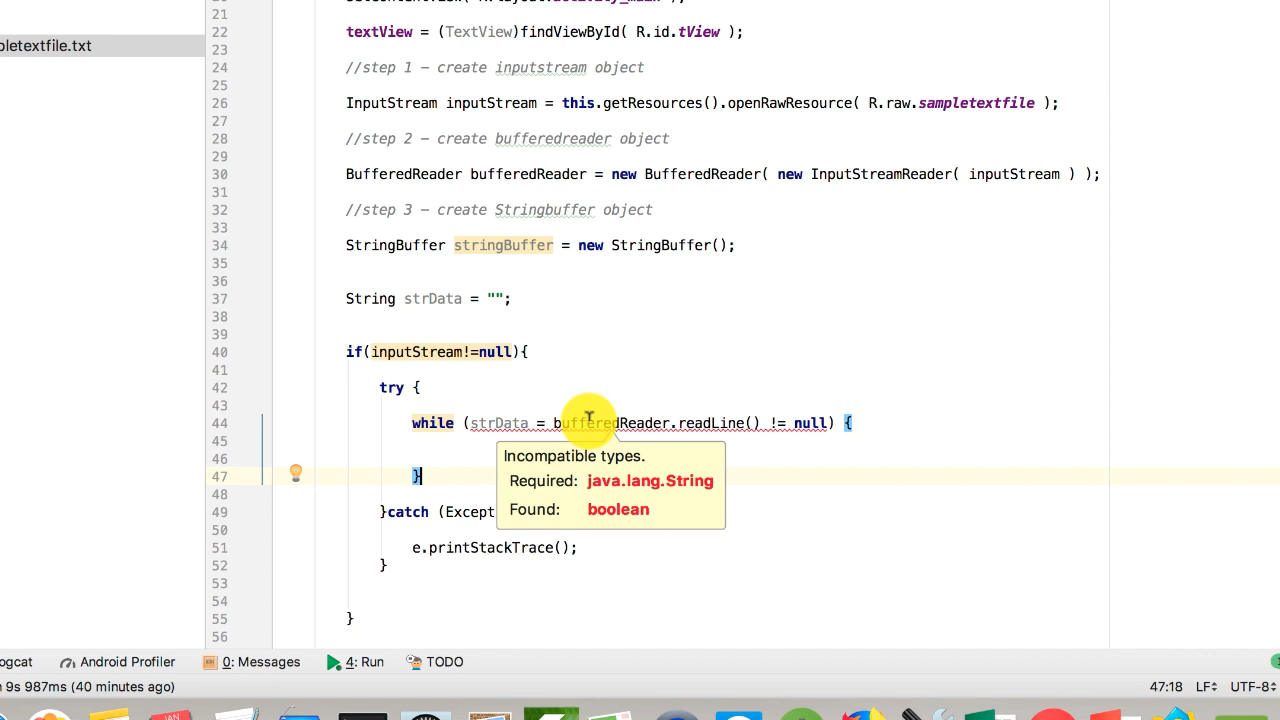 21
22 textView = (TextView)findViewById( R.id.tView );
pletextfile.txt
23
24 //step 1 – create inputstream object
25
26 InputStream inputStream = this.getResources().openRawResource( R.raw.sampletextfile );
27
28 //step 2 – create bufferedreader object
29
30 BufferedReader bufferedReader = new BufferedReader( new InputStreamReader( inputStream ) );
31
32 //step 3 – create Stringbuffer object
33
34 StringBuffer stringBuffer = new StringBuffer();
35
36
37 String strData = "";
38
39
40 if(inputStream!=null){
41
42 try {
43
44 while (strData = bufferedReader.readLine() != null) {
45
Incompatible types.
46
47 }
Required: java.lang.String
48
Found: boolean
49 }catch (Except
50
51 e.printStackTrace();
52 }
53
54
55 }
56
ogcat Android Profiler 0: Messages 4: Run TODO
n 9s 987ms (40 minutes ago) 47:18 LF UTF-8
JAN